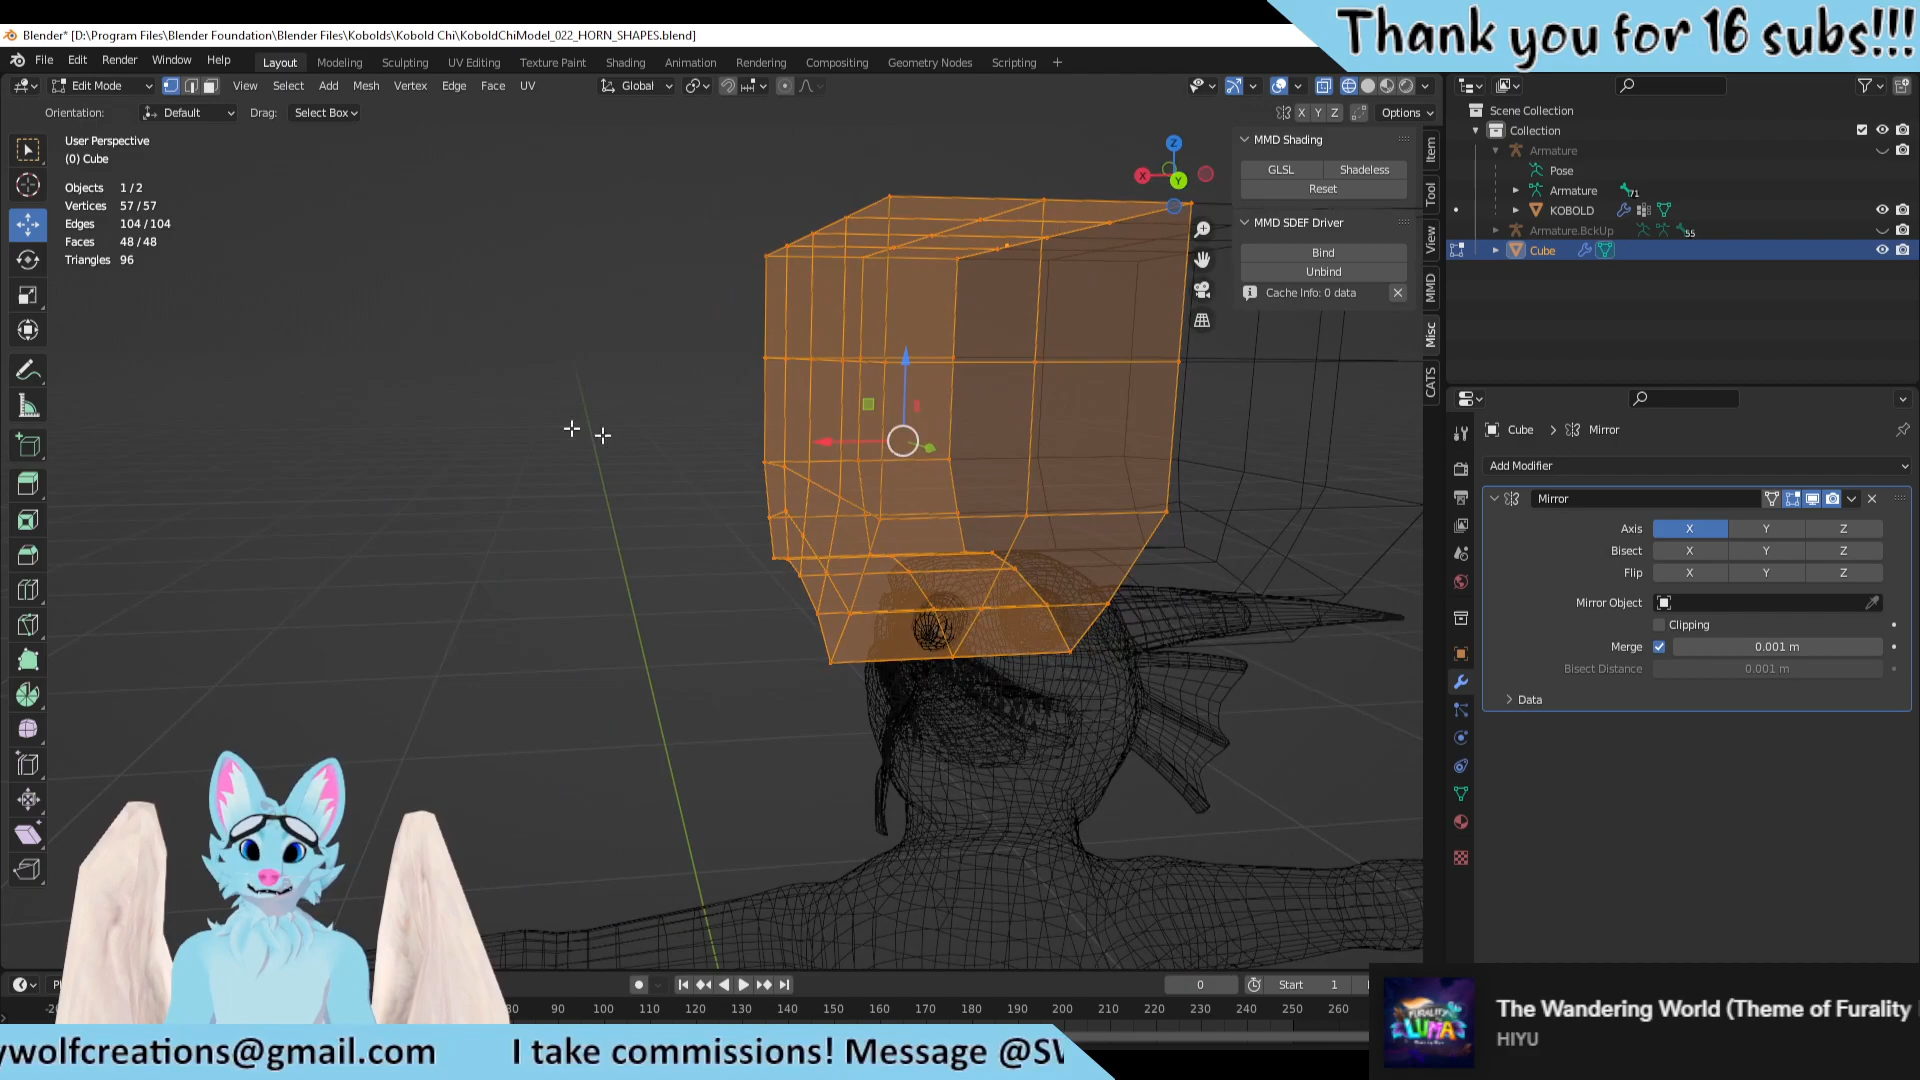 Thank you for 16 subs!!!
Blender* [D:\Program Files\Blender Foundation\Blender Files\Kobolds\Kobold Chi\KoboldChiModel_022_HORN_SHAPES.blend]
File Edit Render Window Help Layout Modeling Sculpting UV Editing Texture Paint Shading Animation Rendering Compositing Geometry Nodes Scripting +
Edit Mode View Select Add Mesh Vertex Edge Face UV Global
Orientation: Default Drag: Select Box X Y Z Options
User Perspective
(0) Cube
Objects 1 / 2
Vertices 57 / 57
Edges 104 / 104
Faces 48 / 48
Triangles 96
Z
X
Y
MMD Shading
GLSL Shadeless
Reset
MMD SDEF Driver
Bind
Unbind
Cache Info: 0 data
Item
Tool
View
MMD
Misc
CATS
Scene Collection
Collection
Armature
Pose
Armature 71
KOBOLD
Armature.BckUp 55
Cube
Cube > Mirror
Add Modifier
Mirror
Axis X Y Z
Bisect X Y Z
Flip X Y Z
Mirror Object
Clipping
Merge 0.001 m
Bisect Distance 0.001 m
Data
0 Start 1
80 90 100 110 120 130 140 150 160 170 180 190 200 210 220 230 240 250 260
The Wandering World (Theme of Furality
HIYU
FURALITY
LUMA
ywolfcreations@gmail.com I take commissions! Message @SW